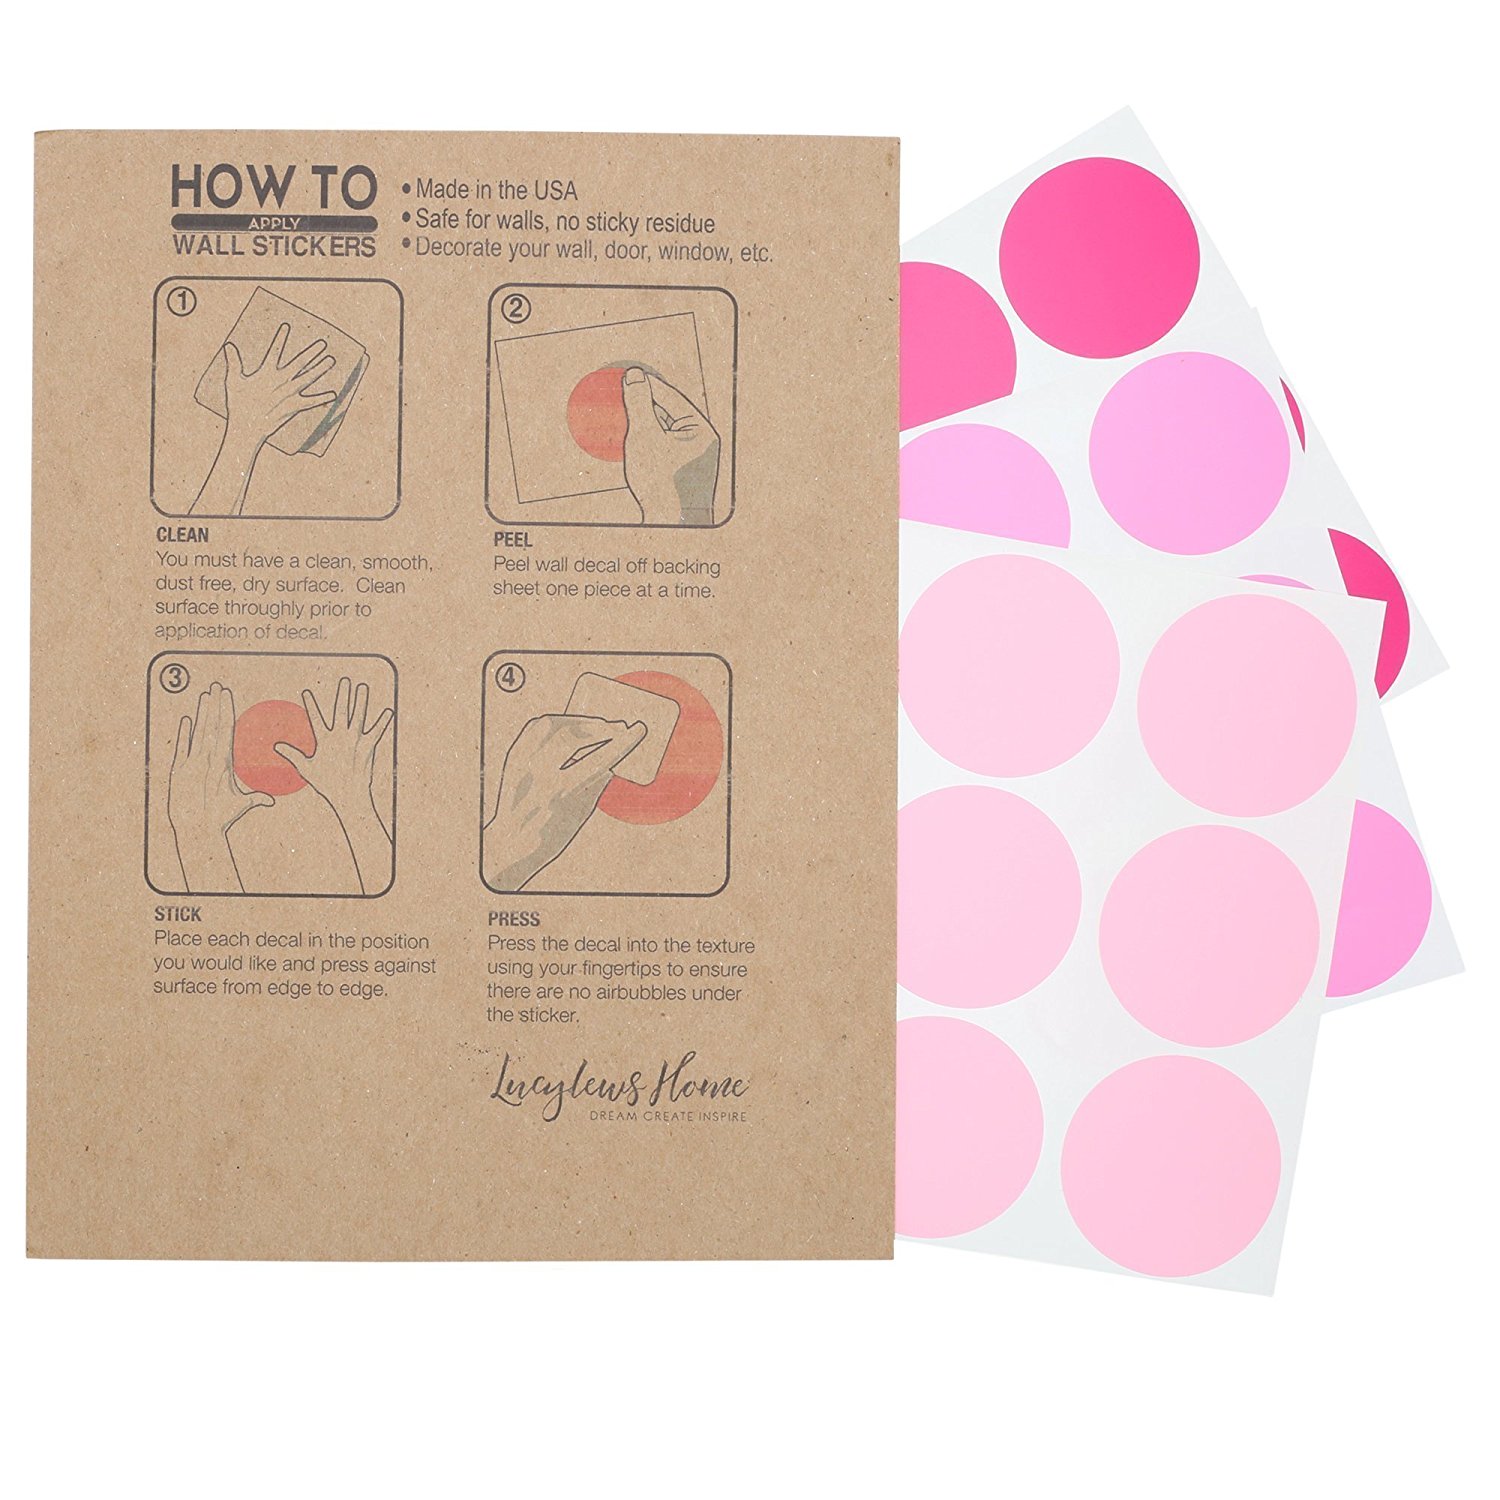 HOW TO
APPLY
WALL STICKERS
• Made in the USA
• Safe for walls, no sticky residue
• Decorate your wall, door, window, etc.
1
CLEAN
You must have a clean, smooth,
dust free, dry surface. Clean
surface throughly prior to
application of decal.
2
PEEL
Peel wall decal off backing
sheet one piece at a time.
3
STICK
Place each decal in the position
you would like and press against
surface from edge to edge.
4
PRESS
Press the decal into the texture
using your fingertips to ensure
there are no airbubbles under
the sticker.
Lucylews Home
DREAM CREATE INSPIRE